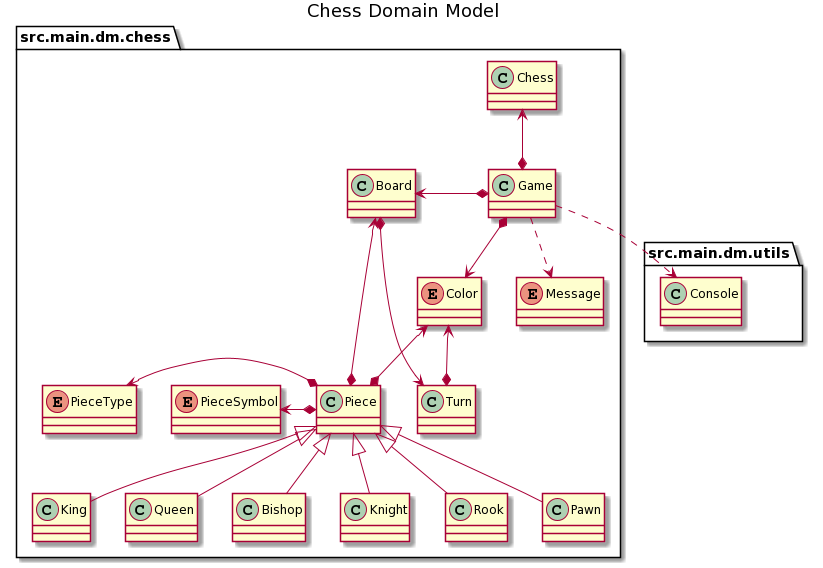 Chess Domain Model
src.main.dm.chess
C Chess
C Board
C Game
src.main.dm.utils
E Color
E Message
C Console
E PieceType
E PieceSymbol
C Piece
C Turn
C King
C Queen
C Bishop
C Knight
C Rook
C Pawn